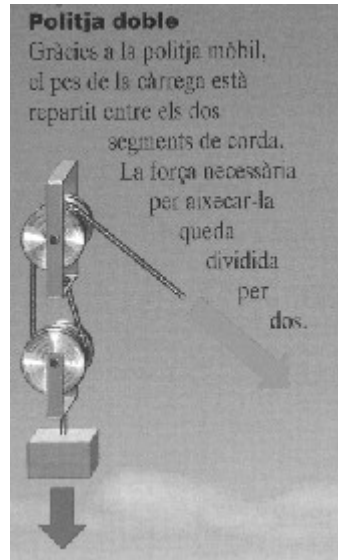 Politja doble
Gràcies a la politja mòbil,
el pes de la càrrega està
repartit entre els dos
segments de corda.
La força necessària
per aixecar-la
queda
dividida
per
dos.